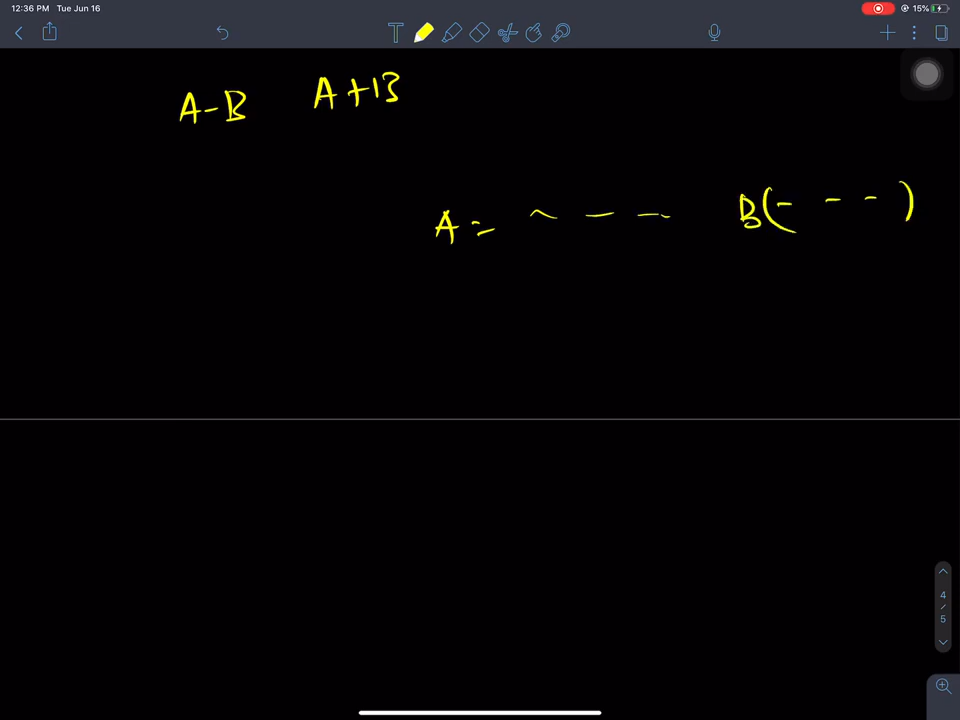 12:36 PM Tue Jun 16
15%
T
A-B A+B
A = ~ - - B(- - -)
4
/
5